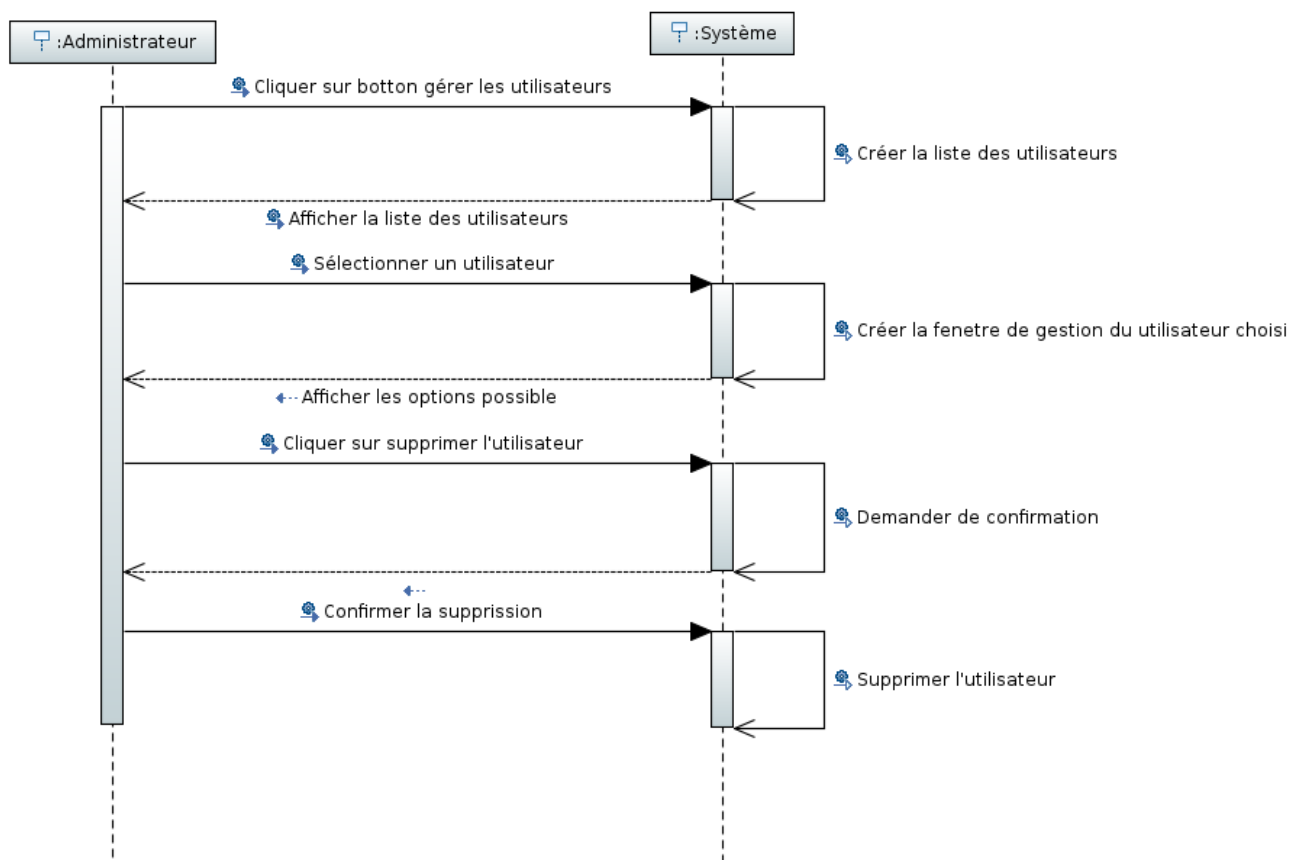 :Administrateur
:Système
Cliquer sur botton gérer les utilisateurs
Créer la liste des utilisateurs
Afficher la liste des utilisateurs
Sélectionner un utilisateur
Créer la fenetre de gestion du utilisateur choisi
Afficher les options possible
Cliquer sur supprimer l'utilisateur
Demander de confirmation
Confirmer la supprission
Supprimer l'utilisateur